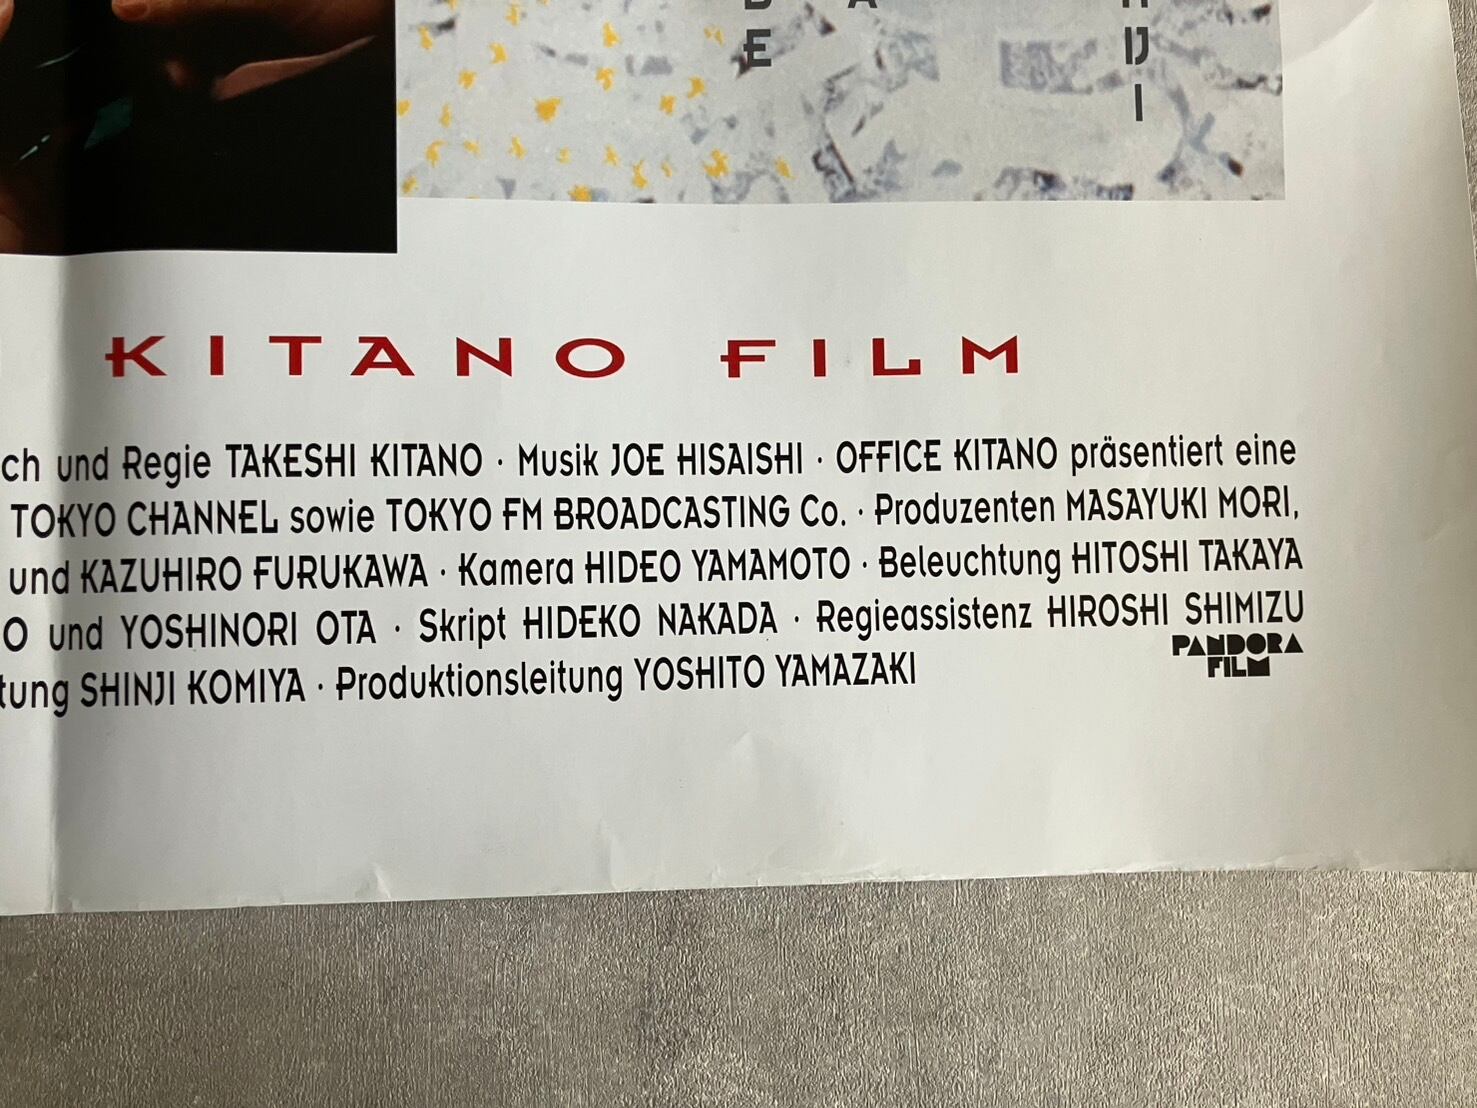 E
D
I
KITANO FILM
ch und Regie TAKESHI KITANO · Musik JOE HISAISHI · OFFICE KITANO präsentiert eine
TOKYO CHANNEL sowie TOKYO FM BROADCASTING Co. · Produzenten MASAYUKI MORI,
und KAZUHIRO FURUKAWA · Kamera HIDEO YAMAMOTO · Beleuchtung HITOSHI TAKAYA
O und YOSHINORI OTA · Skript HIDEKO NAKADA · Regieassistenz HIROSHI SHIMIZU
tung SHINJI KOMIYA · Produktionsleitung YOSHITO YAMAZAKI
PANDORA
FILM